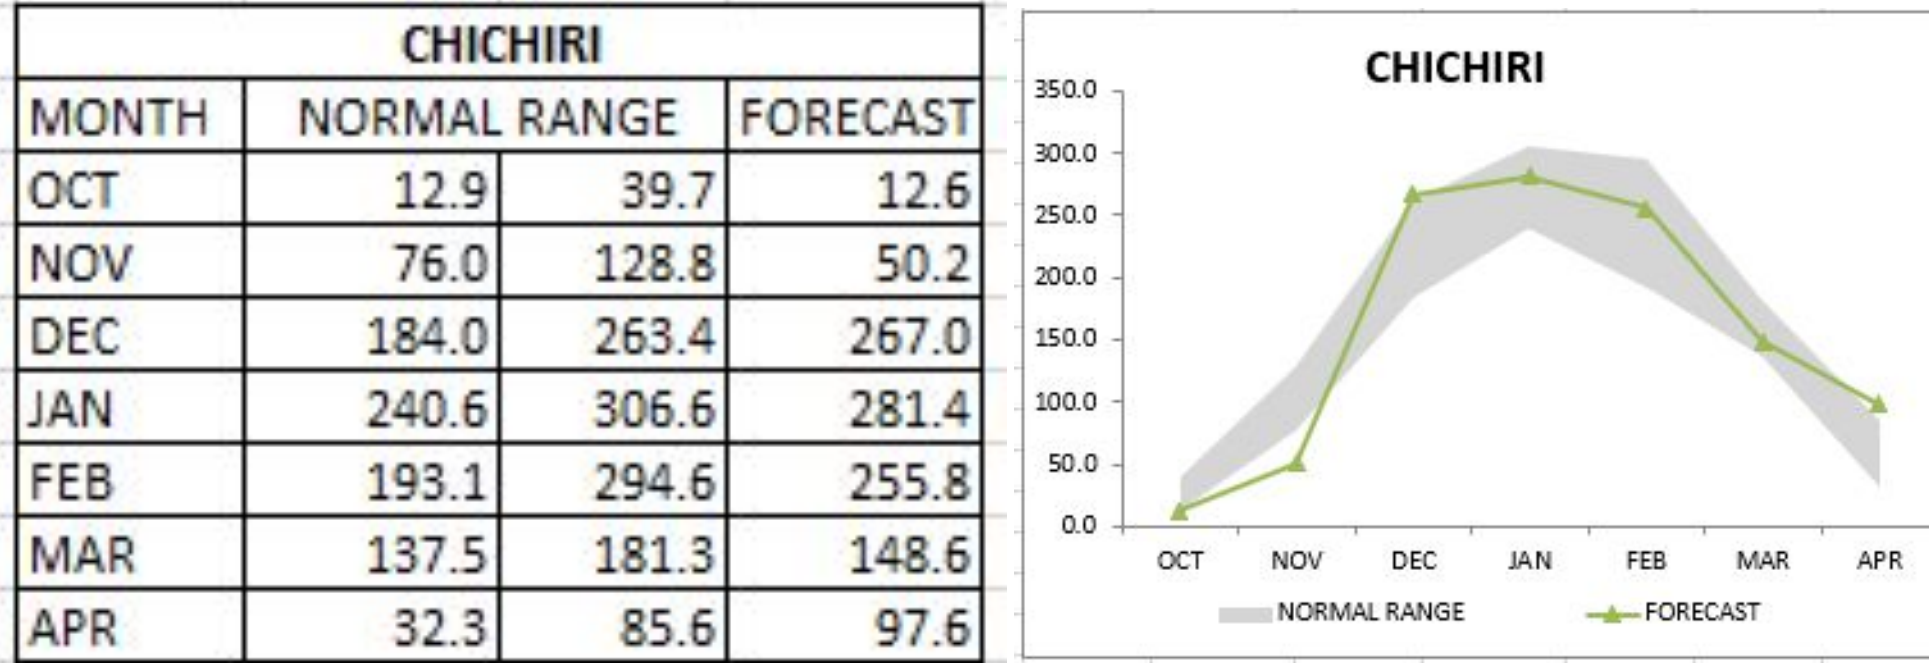 CHICHIRI
MONTH NORMAL RANGE FORECAST
OCT 12.9 39.7 12.6
NOV 76.0 128.8 50.2
DEC 184.0 263.4 267.0
JAN 240.6 306.6 281.4
FEB 193.1 294.6 255.8
MAR 137.5 181.3 148.6
APR 32.3 85.6 97.6
CHICHIRI
350.0
300.0
250.0
200.0
150.0
100.0
50.0
0.0
OCT NOV DEC JAN FEB MAR APR
NORMAL RANGE FORECAST